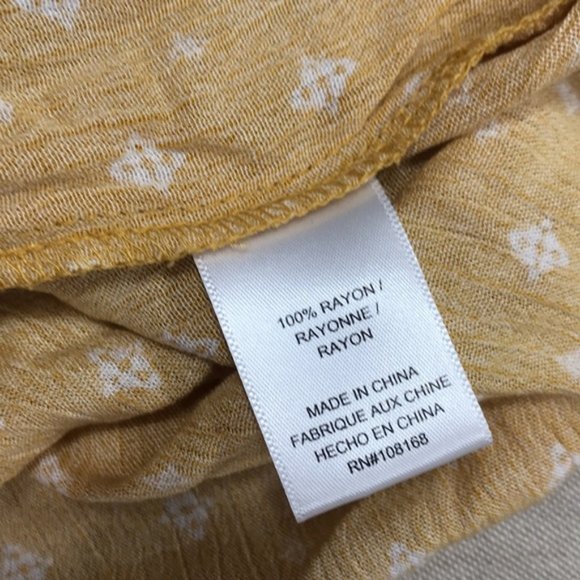 100% RAYON /
RAYONNE /
RAYON
MADE IN CHINA
FABRIQUE AUX CHINE
HECHO EN CHINA
RN#108168